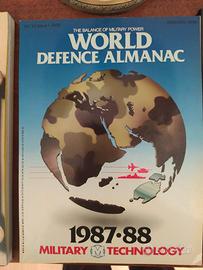 THE BALANCE OF MILITARY POWER
WORLD
DEFENCE ALMANAC
1987·88
MILITARY TECHNOLOGY